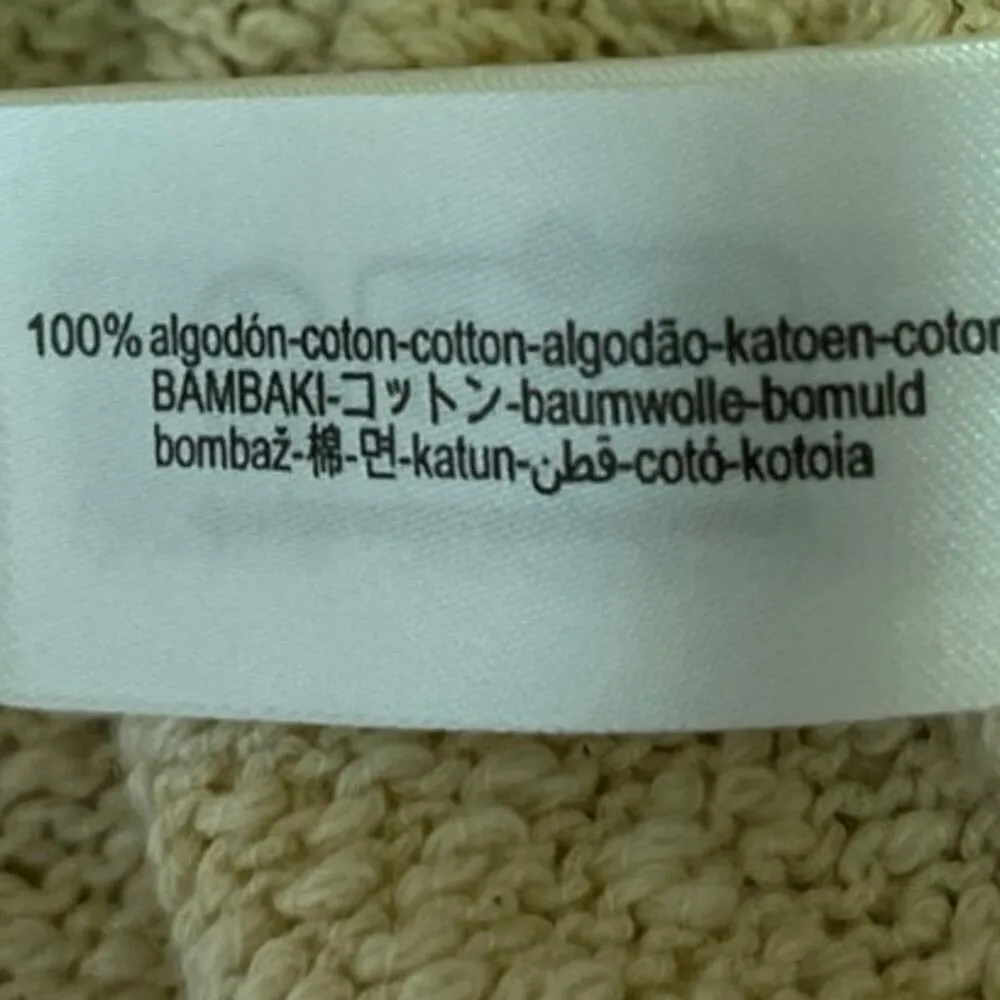 100% algodón-coton-cotton-algodão-katoen-coton
BAMBAKI-コットン-baumwolle-bomuld
bombaž-棉-면-katun-قطن-cotó-kotoia